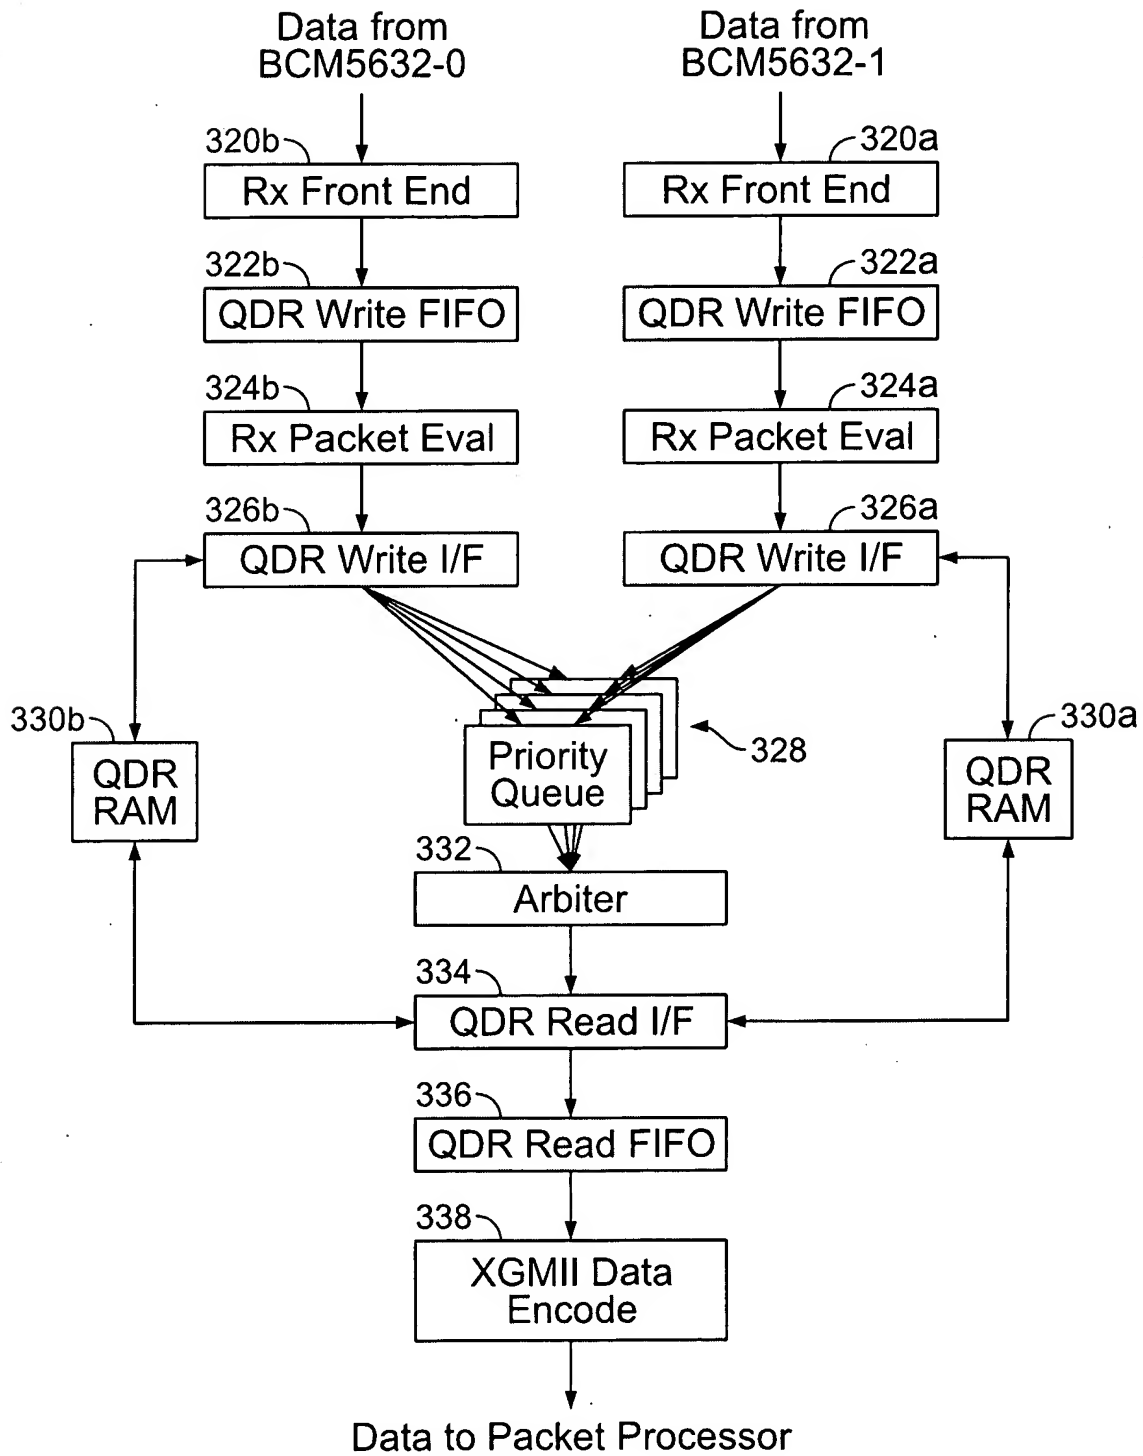 Data from
BCM5632-0
Data from
BCM5632-1
320b
Rx Front End
320a
Rx Front End
322b
QDR Write FIFO
322a
QDR Write FIFO
324b
Rx Packet Eval
324a
Rx Packet Eval
326b
QDR Write I/F
326a
QDR Write I/F
330b
QDR
RAM
Priority
Queue
328
330a
QDR
RAM
332
Arbiter
334
QDR Read I/F
336
QDR Read FIFO
338
XGMII Data
Encode
Data to Packet Processor